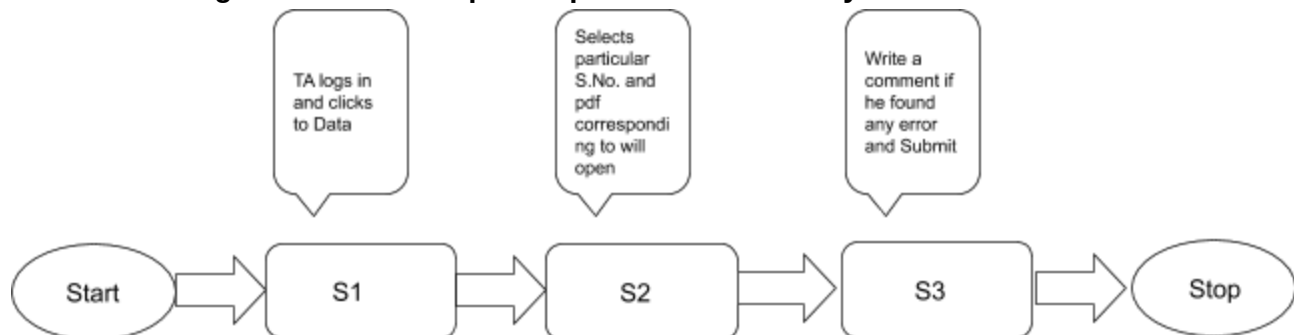 TA logs in
and clicks
to Data
Selects
particular
S.No. and
pdf
correspondi
ng to will
open
Write a
comment if
he found
any error
and Submit
Start
S1
S2
S3
Stop